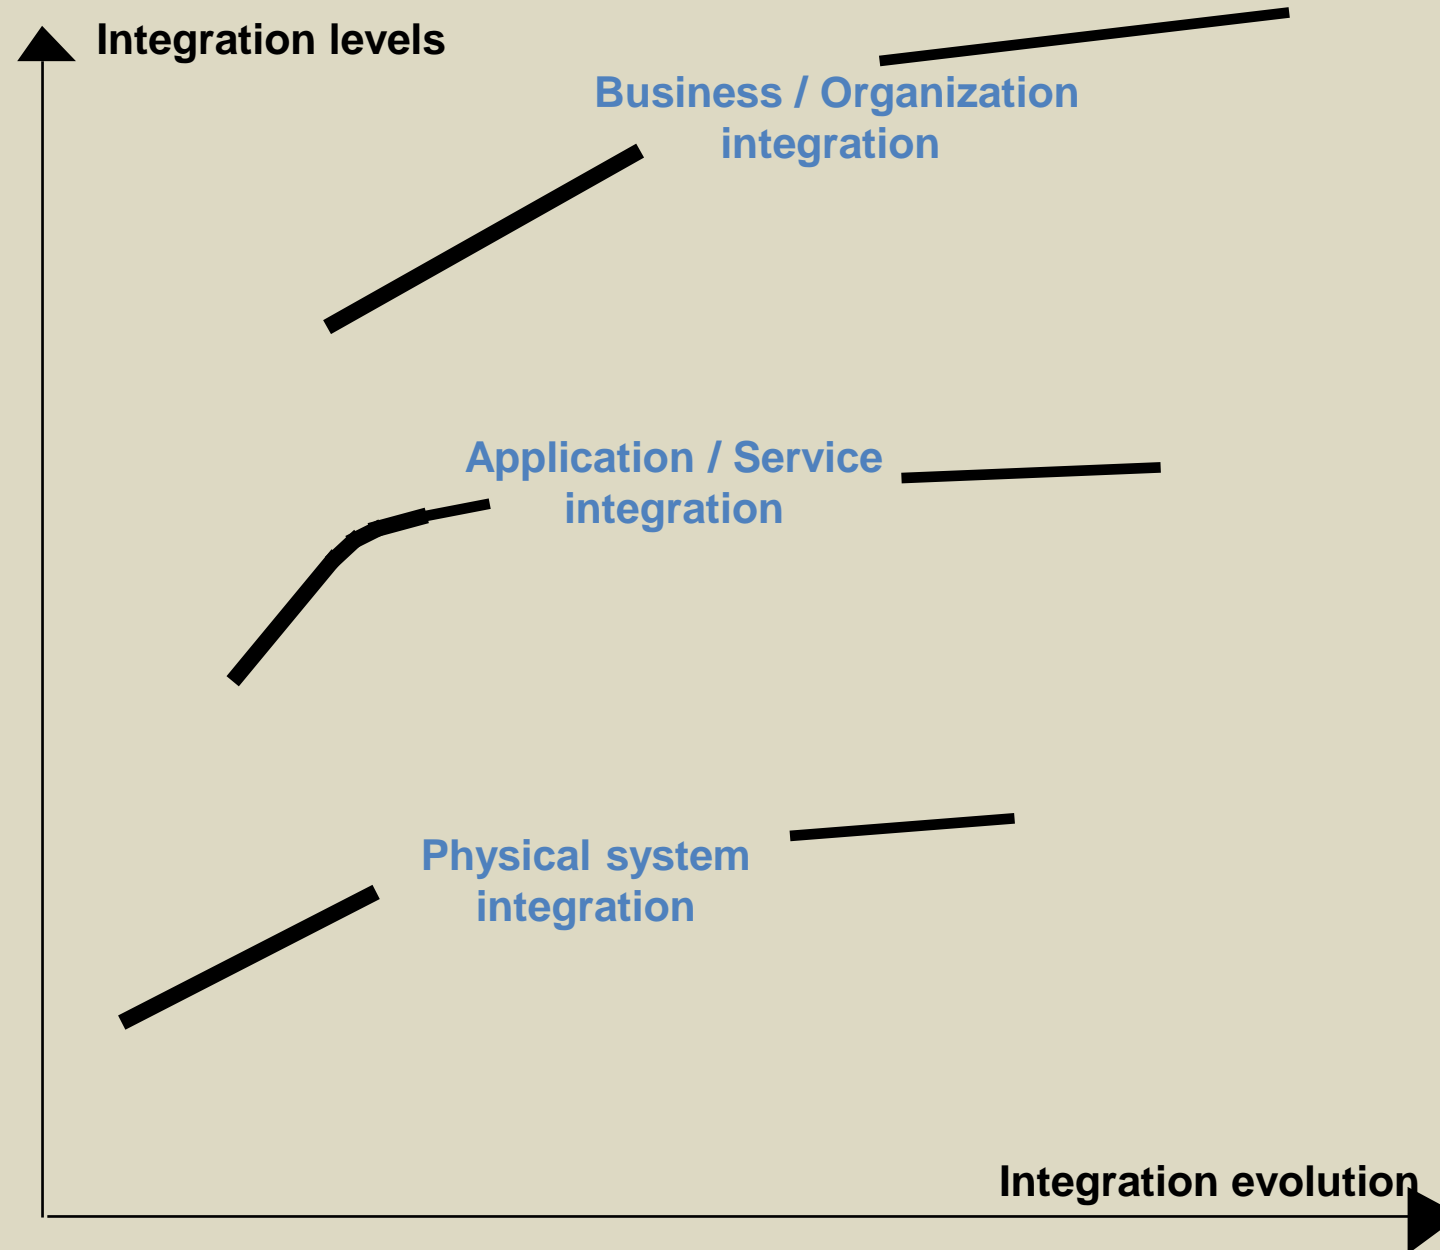 Integration levels
Business / Organization
integration
Application / Service
integration
Physical system
integration
Integration evolution